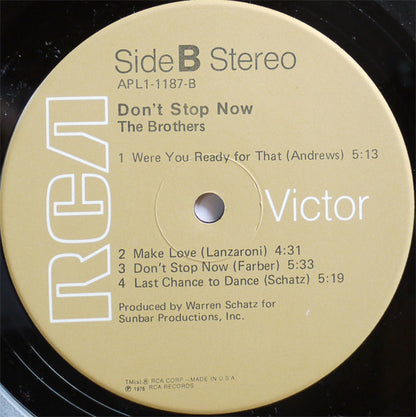 Side B Stereo
APL1-1187-B
Don't Stop Now
The Brothers
1 Were You Ready for That (Andrews) 5:13
RCA Victor
2 Make Love (Lanzaroni) 4:31
3 Don't Stop Now (Farber) 5:33
4 Last Chance to Dance (Schatz) 5:19
Produced by Warren Schatz for
Sunbar Productions, Inc.
TM(s) ® RCA CORP.—MADE IN U.S.A.
℗ 1976 RCA RECORDS